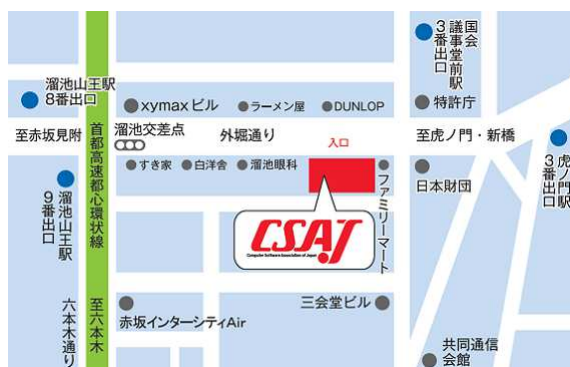 国会
議事堂前駅
3番出口
溜池山王駅
8番出口
xymax ビル
ラーメン屋
DUNLOP
特許庁
至赤坂見附
溜池交差点
外堀通り
入口
至虎ノ門・新橋
首都高速都心環状線
すき家
白洋舎
溜池眼科
ファミリーマート
日本財団
虎ノ門駅
3番出口
溜池山王駅
9番出口
CSAJ
Computer Software Association of Japan
六本木通り
至六本木
赤坂インターシティAir
三会堂ビル
共同通信
会館